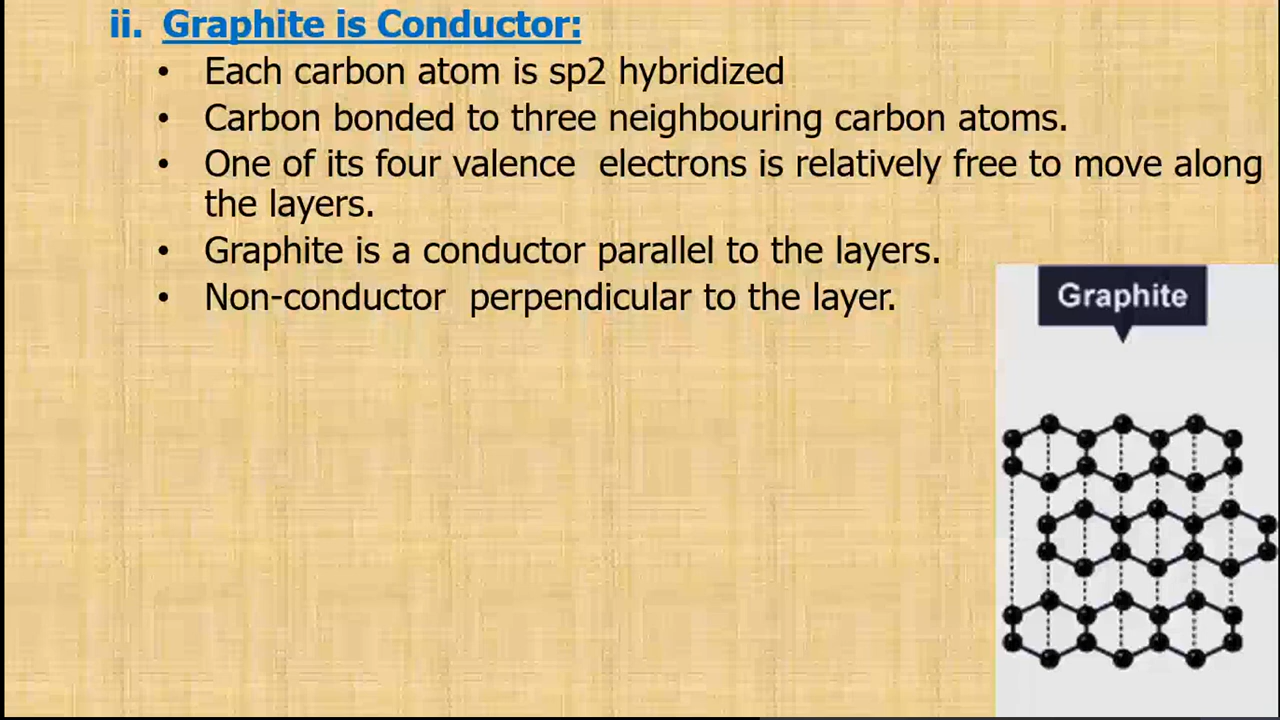 ii. Graphite is Conductor:
• Each carbon atom is sp2 hybridized
• Carbon bonded to three neighbouring carbon atoms.
• One of its four valence electrons is relatively free to move along
the layers.
• Graphite is a conductor parallel to the layers.
• Non-conductor perpendicular to the layer.
Graphite